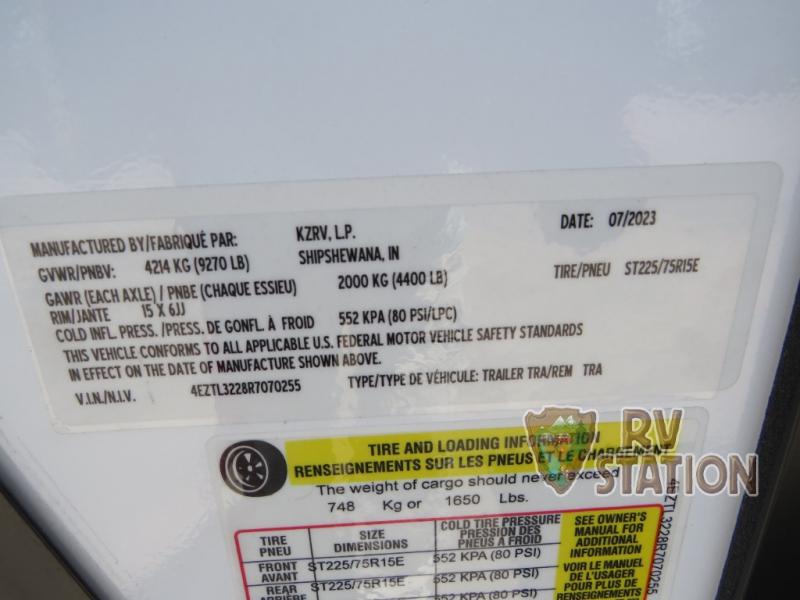 MANUFACTURED BY/FABRIQUÉ PAR: KZRV, L.P. DATE: 07/2023
SHIPSHEWANA, IN
GVWR/PNBV: 4214 KG (9270 LB)
GAWR (EACH AXLE) / PNBE (CHAQUE ESSIEU) 2000 KG (4400 LB) TIRE/PNEU ST225/75R15E
RIM/JANTE 15 X 6JJ
COLD INFL. PRESS. /PRESS. DE GONFL. À FROID 552 KPA (80 PSI/LPC)
THIS VEHICLE CONFORMS TO ALL APPLICABLE U.S. FEDERAL MOTOR VEHICLE SAFETY STANDARDS
IN EFFECT ON THE DATE OF MANUFACTURE SHOWN ABOVE.
V.I.N./N.I.V. 4EZTL3228R7070255 TYPE/TYPE DE VÉHICULE: TRAILER TRA/REM TRA
TIRE AND LOADING INFORMATION
RENSEIGNEMENTS SUR LES PNEUS ET LE CHARGEMENT
The weight of cargo should never exceed
748 Kg or 1650 Lbs.
TIRE
PNEU
SIZE
DIMENSIONS
COLD TIRE PRESSURE
PRESSION DES
PNEUS A FROID
FRONT
AVANT
ST225/75R15E
552 KPA (80 PSI)
REAR
ARRIERE
ST225/75R15E
552 KPA (80 PSI)
KPA (80 PSI)
SEE OWNER'S
MANUAL FOR
ADDITIONAL
INFORMATION
VOIR LE MANUEL
DE L'USAGER
POUR PLUS DE
RENSEIGNEMENTS
4EZTL3228R7070255
RV
STATION